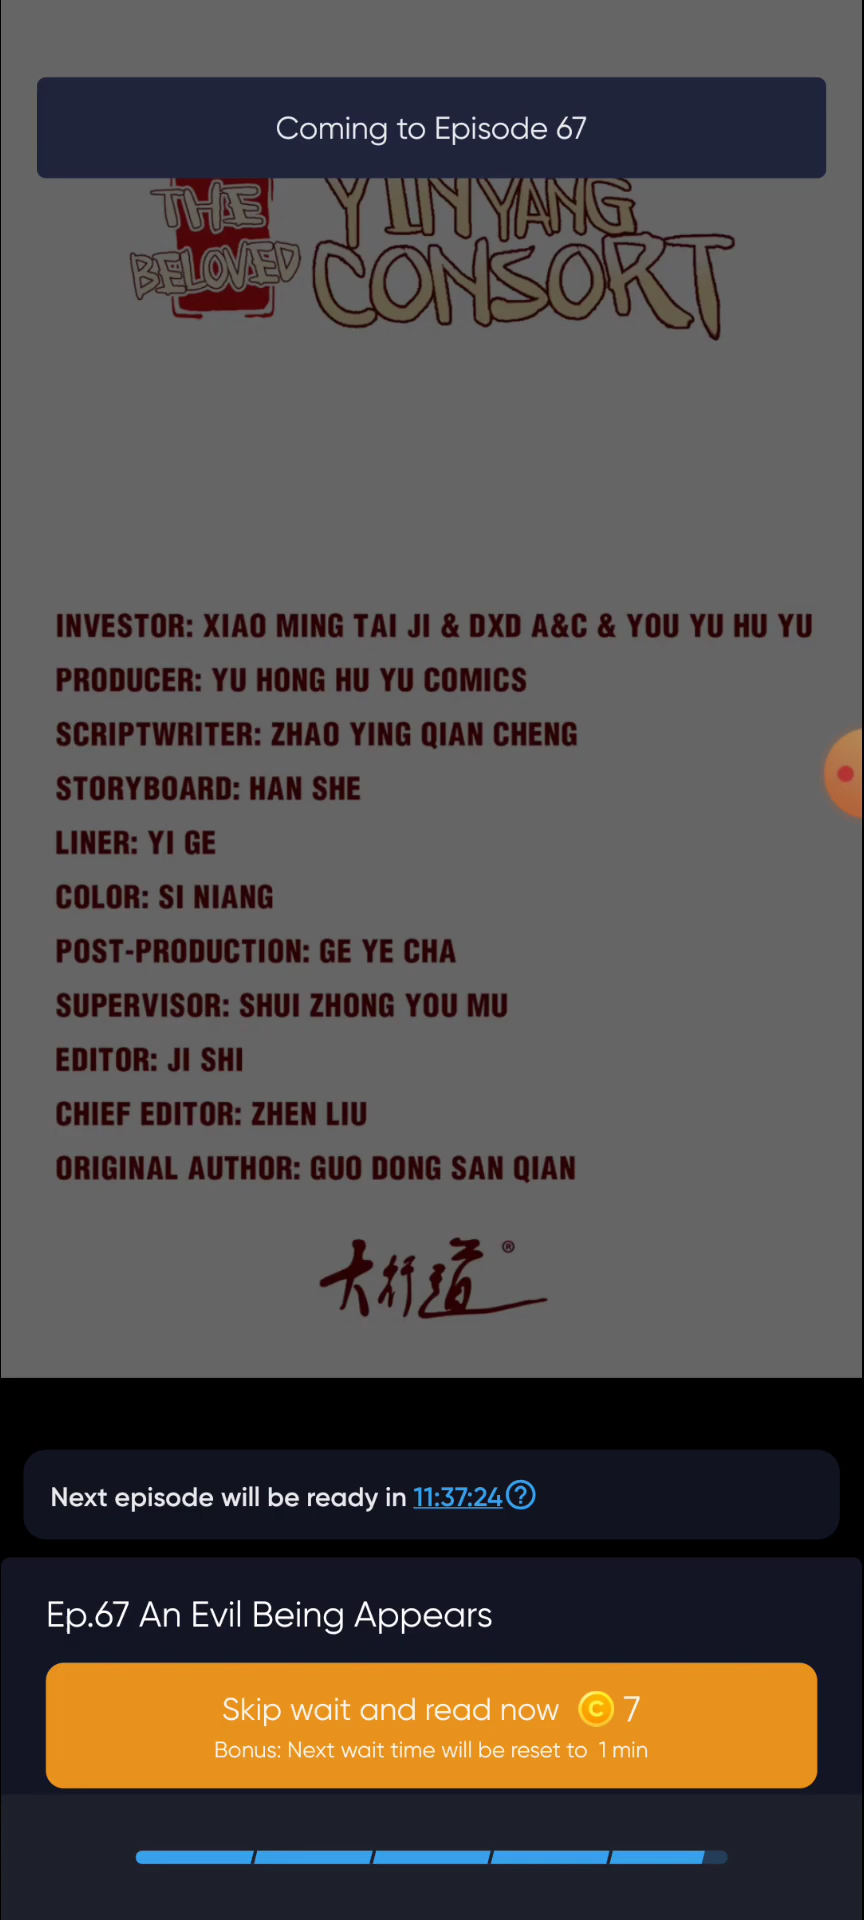 Coming to Episode 67
THE YIN YANG
BELOVED CONSORT
INVESTOR: XIAO MING TAI JI & DXD A&C & YOU YU HU YU
PRODUCER: YU HONG HU YU COMICS
SCRIPTWRITER: ZHAO YING QIAN CHENG
STORYBOARD: HAN SHE
LINER: YI GE
COLOR: SI NIANG
POST-PRODUCTION: GE YE CHA
SUPERVISOR: SHUI ZHONG YOU MU
EDITOR: JI SHI
CHIEF EDITOR: ZHEN LIU
ORIGINAL AUTHOR: GUO DONG SAN QIAN
大行道®
Next episode will be ready in 11:37:24 ?
Ep.67 An Evil Being Appears
Skip wait and read now C 7
Bonus: Next wait time will be reset to 1 min